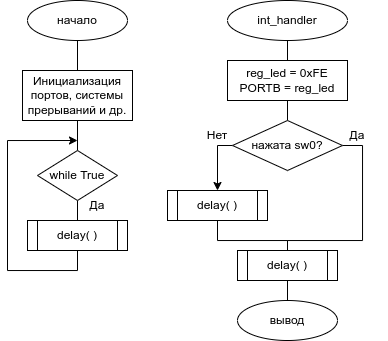 начало
Инициализация
портов, системы
прерываний и др.
while True
Да
delay( )
int_handler
reg_led = 0xFE
PORTB = reg_led
нажата sw0?
Нет
Да
delay( )
delay( )
вывод